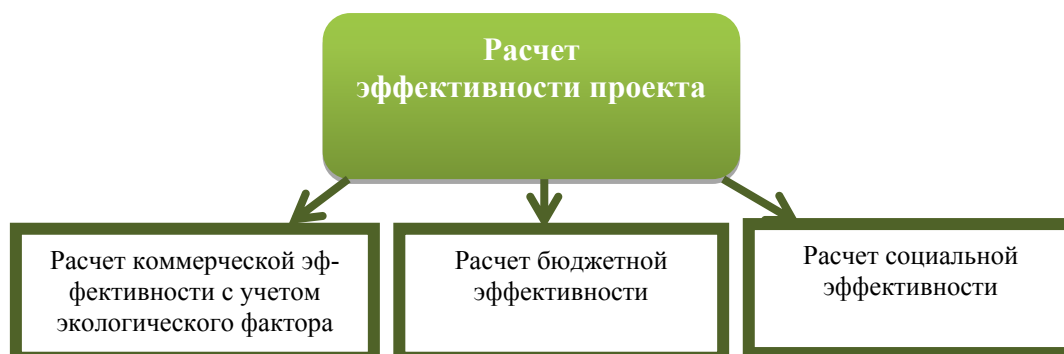 Расчет
эффективности проекта
Расчет коммерческой эф-
фективности с учетом
экологического фактора
Расчет бюджетной
эффективности
Расчет социальной
эффективности